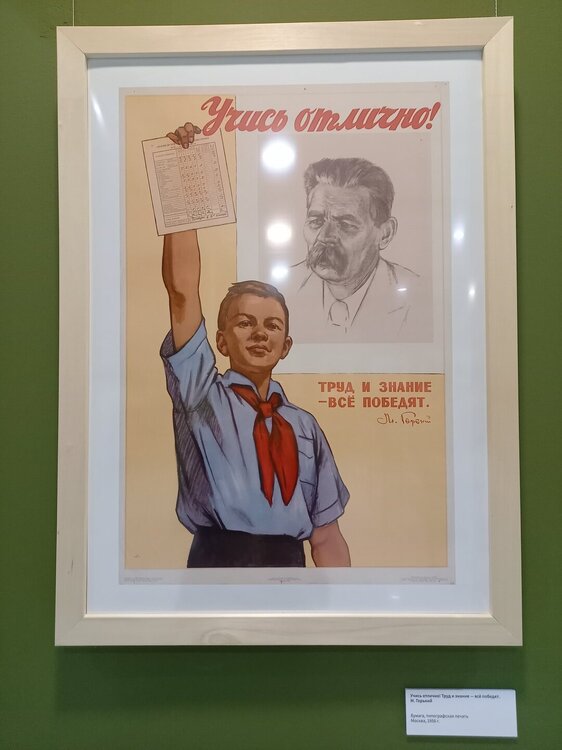 Учись отлично!
ТРУД И ЗНАНИЕ
–ВСЁ ПОБЕДЯТ.
М. Горький
Учись отлично! Труд и знание – всё победят.
М. Горький
Бумага, типографская печать
Москва, 1956 г.